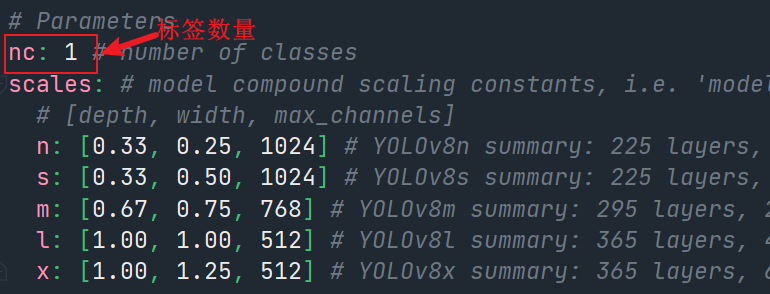 # Parameters
标签数量
nc: 1 # number of classes
scales: # model compound scaling constants, i.e. 'model
# [depth, width, max_channels]
n: [0.33, 0.25, 1024] # YOLOv8n summary: 225 layers,
s: [0.33, 0.50, 1024] # YOLOv8s summary: 225 layers,
m: [0.67, 0.75, 768] # YOLOv8m summary: 295 layers, 2
l: [1.00, 1.00, 512] # YOLOv8l summary: 365 layers, 4
x: [1.00, 1.25, 512] # YOLOv8x summary: 365 layers, 6